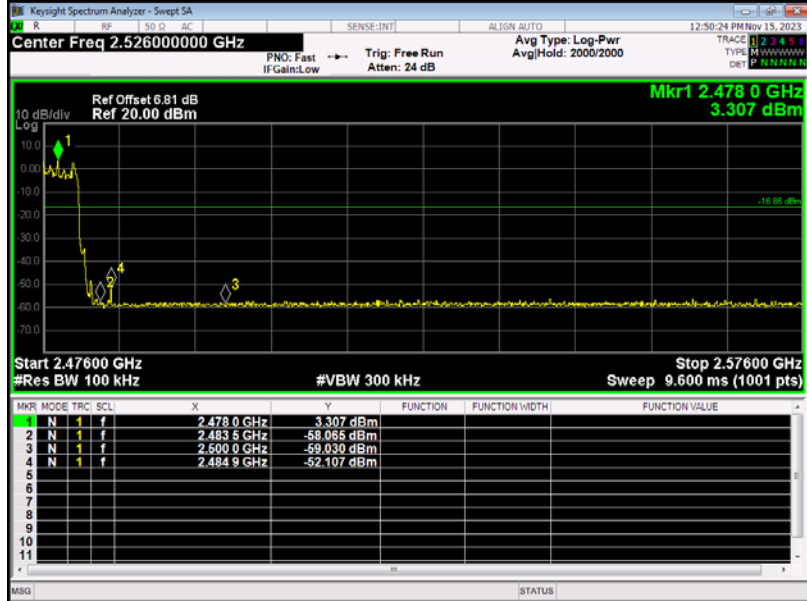 Keysight Spectrum Analyzer - Swept SA
R RF 50 Ω AC SENSE:INT ALIGN AUTO 12:50:24 PM Nov 15, 2023
Center Freq 2.526000000 GHz
PNO: Fast Trig: Free Run Avg Type: Log-Pwr TRACE 1 2 3 4 5 6
IFGain:Low Atten: 24 dB Avg|Hold: 2000/2000 TYPE M W W W W W
DET P N N N N N
Mkr1 2.478 0 GHz
3.307 dBm
Ref Offset 6.81 dB
10 dB/div Ref 20.00 dBm
Log
10.0
0.00
-10.0
-20.0
-30.0
-40.0
-50.0
-60.0
-70.0
1
2
4
3
-16.85 dBm
Start 2.47600 GHz Stop 2.57600 GHz
#Res BW 100 kHz #VBW 300 kHz Sweep 9.600 ms (1001 pts)
MKR MODE TRC SCL X Y FUNCTION FUNCTION WIDTH FUNCTION VALUE
1 N 1 f 2.478 0 GHz 3.307 dBm
2 N 1 f 2.483 5 GHz -58.065 dBm
3 N 1 f 2.500 0 GHz -59.030 dBm
4 N 1 f 2.484 9 GHz -52.107 dBm
5
6
7
8
9
10
11
MSG STATUS